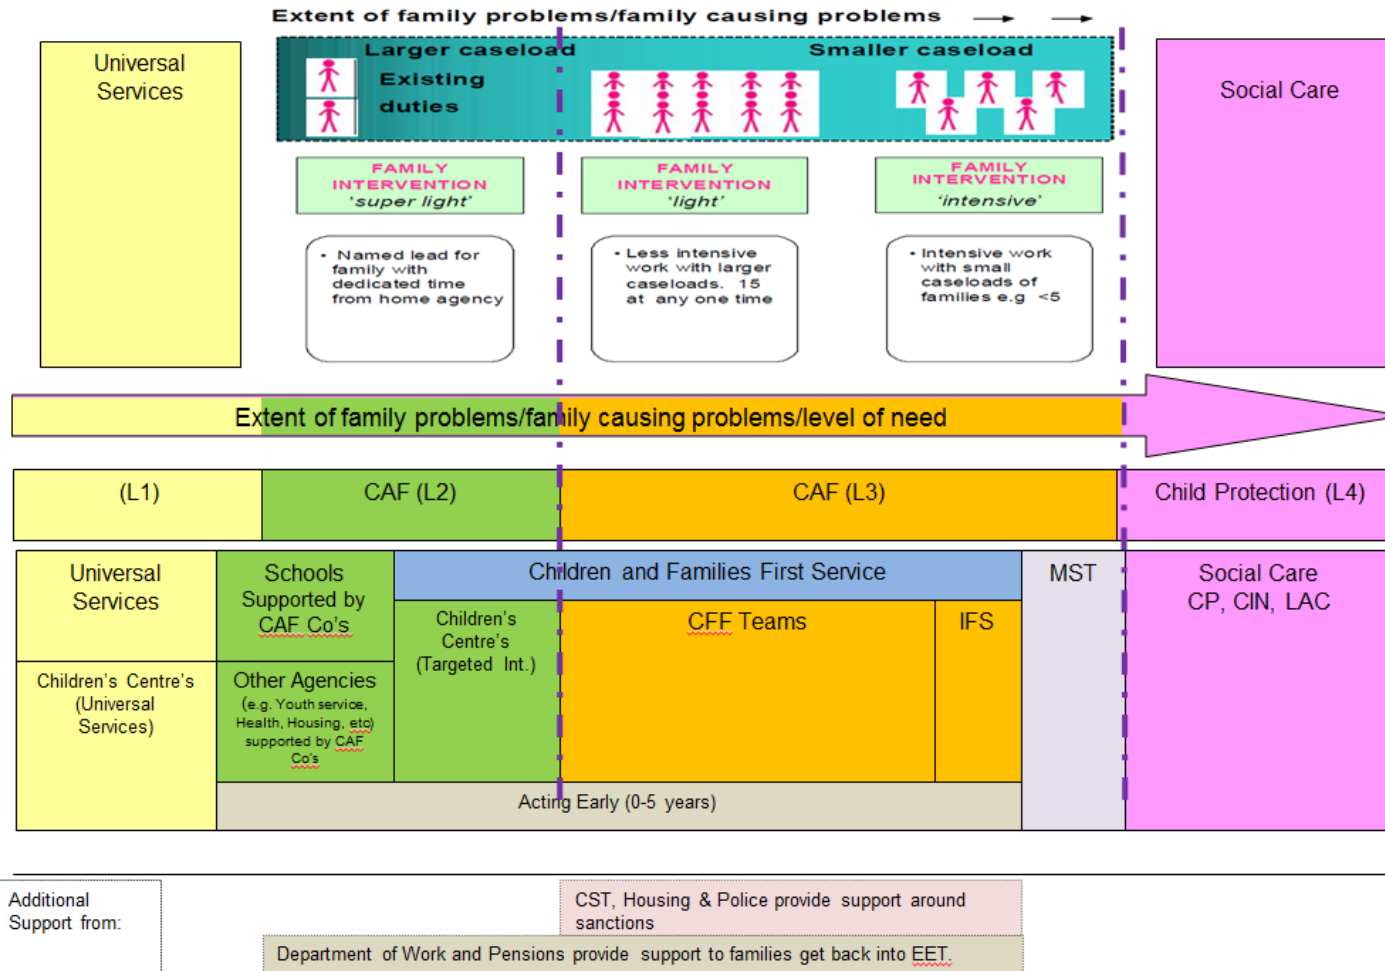 Extent of family problems/family causing problems
Universal
Services
Larger caseload
Existing
duties
Smaller caseload
Social Care
FAMILY
INTERVENTION
‘super light’
FAMILY
INTERVENTION
‘light’
FAMILY
INTERVENTION
‘intensive’
• Named lead for
family with
dedicated time
from home agency
• Less intensive
work with larger
caseloads. 15
at any one time
• Intensive work
with small
caseloads of
families e.g <5
Extent of family problems/family causing problems/level of need
(L1)
CAF (L2)
CAF (L3)
Child Protection (L4)
Universal
Services
Schools
Supported by
CAF Co’s
Children and Families First Service
MST
Social Care
CP, CIN, LAC
Children’s
Centre’s
(Targeted Int.)
CFF Teams
IFS
Children’s Centre’s
(Universal
Services)
Other Agencies
(e.g. Youth service,
Health, Housing, etc)
supported by CAF
Co’s
Acting Early (0-5 years)
Additional
Support from:
CST, Housing & Police provide support around
sanctions
Department of Work and Pensions provide support to families get back into EET.